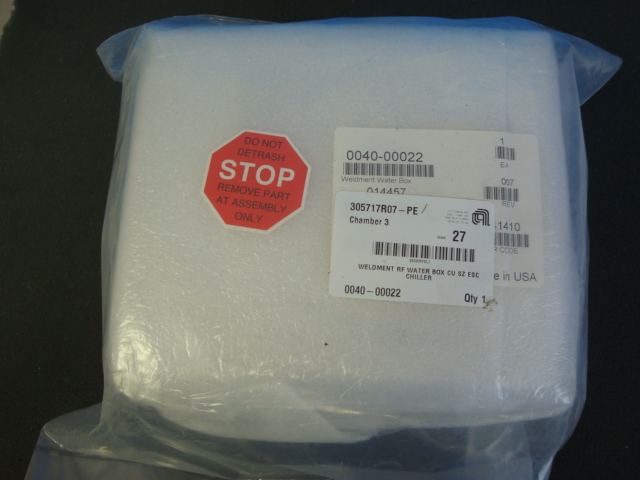 DO NOT
DETRASH
STOP
REMOVE PART
AT ASSEMBLY
ONLY
0040-00022
Weldment Water Box
014457
1
EA
007
REV
1410
CODE
in USA
305717R07-PE /
Chamber 3
27
WELDMENT RF WATER BOX CU SZ ESC
CHILLER
0040-00022
Qty 1